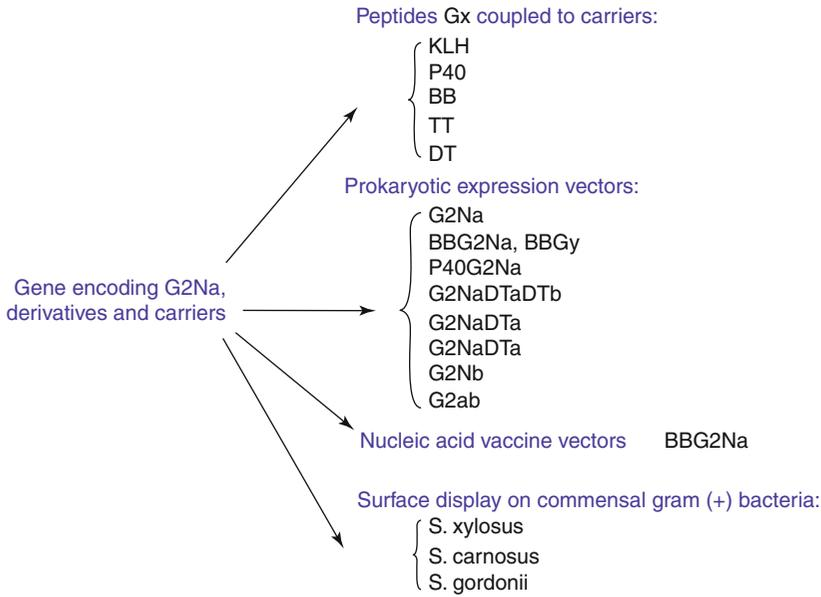 Peptides Gx coupled to carriers:
KLH
P40
BB
TT
DT
Prokaryotic expression vectors:
G2Na
BBG2Na, BBGy
P40G2Na
G2NaDTaDTb
G2NaDTa
G2NaDTa
G2Nb
G2ab
Gene encoding G2Na,
derivatives and carriers
Nucleic acid vaccine vectors BBG2Na
Surface display on commensal gram (+) bacteria:
S. xylosus
S. carnosus
S. gordonii